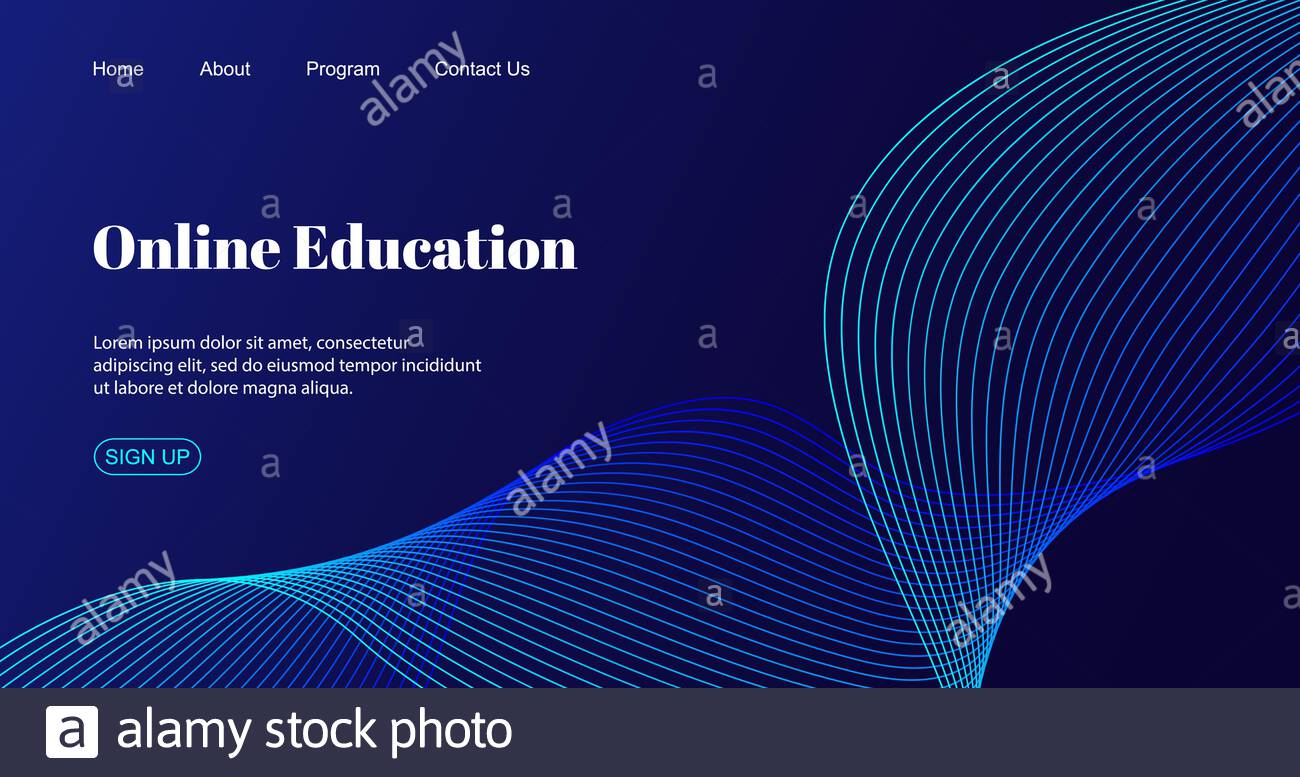 Home About Program Contact Us
Online Education
Lorem ipsum dolor sit amet, consectetur
adipiscing elit, sed do eiusmod tempor incididunt
ut labore et dolore magna aliqua.
SIGN UP
alamy
alamy
alamy
alamy
alamy
a alamy stock photo